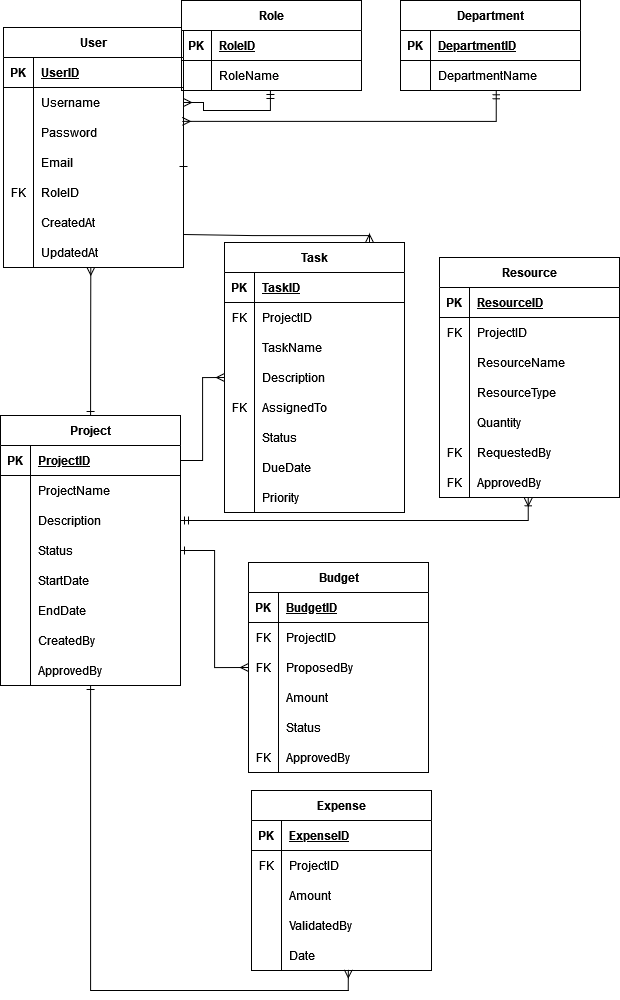 User
PK UserID
Username
Password
Email
FK RoleID
CreatedAt
UpdatedAt
Role
PK RoleID
RoleName
Department
PK DepartmentID
DepartmentName
Task
PK TaskID
FK ProjectID
TaskName
Description
FK AssignedTo
Status
DueDate
Priority
Resource
PK ResourceID
FK ProjectID
ResourceName
ResourceType
Quantity
FK RequestedBy
FK ApprovedBy
Project
PK ProjectID
ProjectName
Description
Status
StartDate
EndDate
CreatedBy
ApprovedBy
Budget
PK BudgetID
FK ProjectID
FK ProposedBy
Amount
Status
FK ApprovedBy
Expense
PK ExpenseID
FK ProjectID
Amount
ValidatedBy
Date